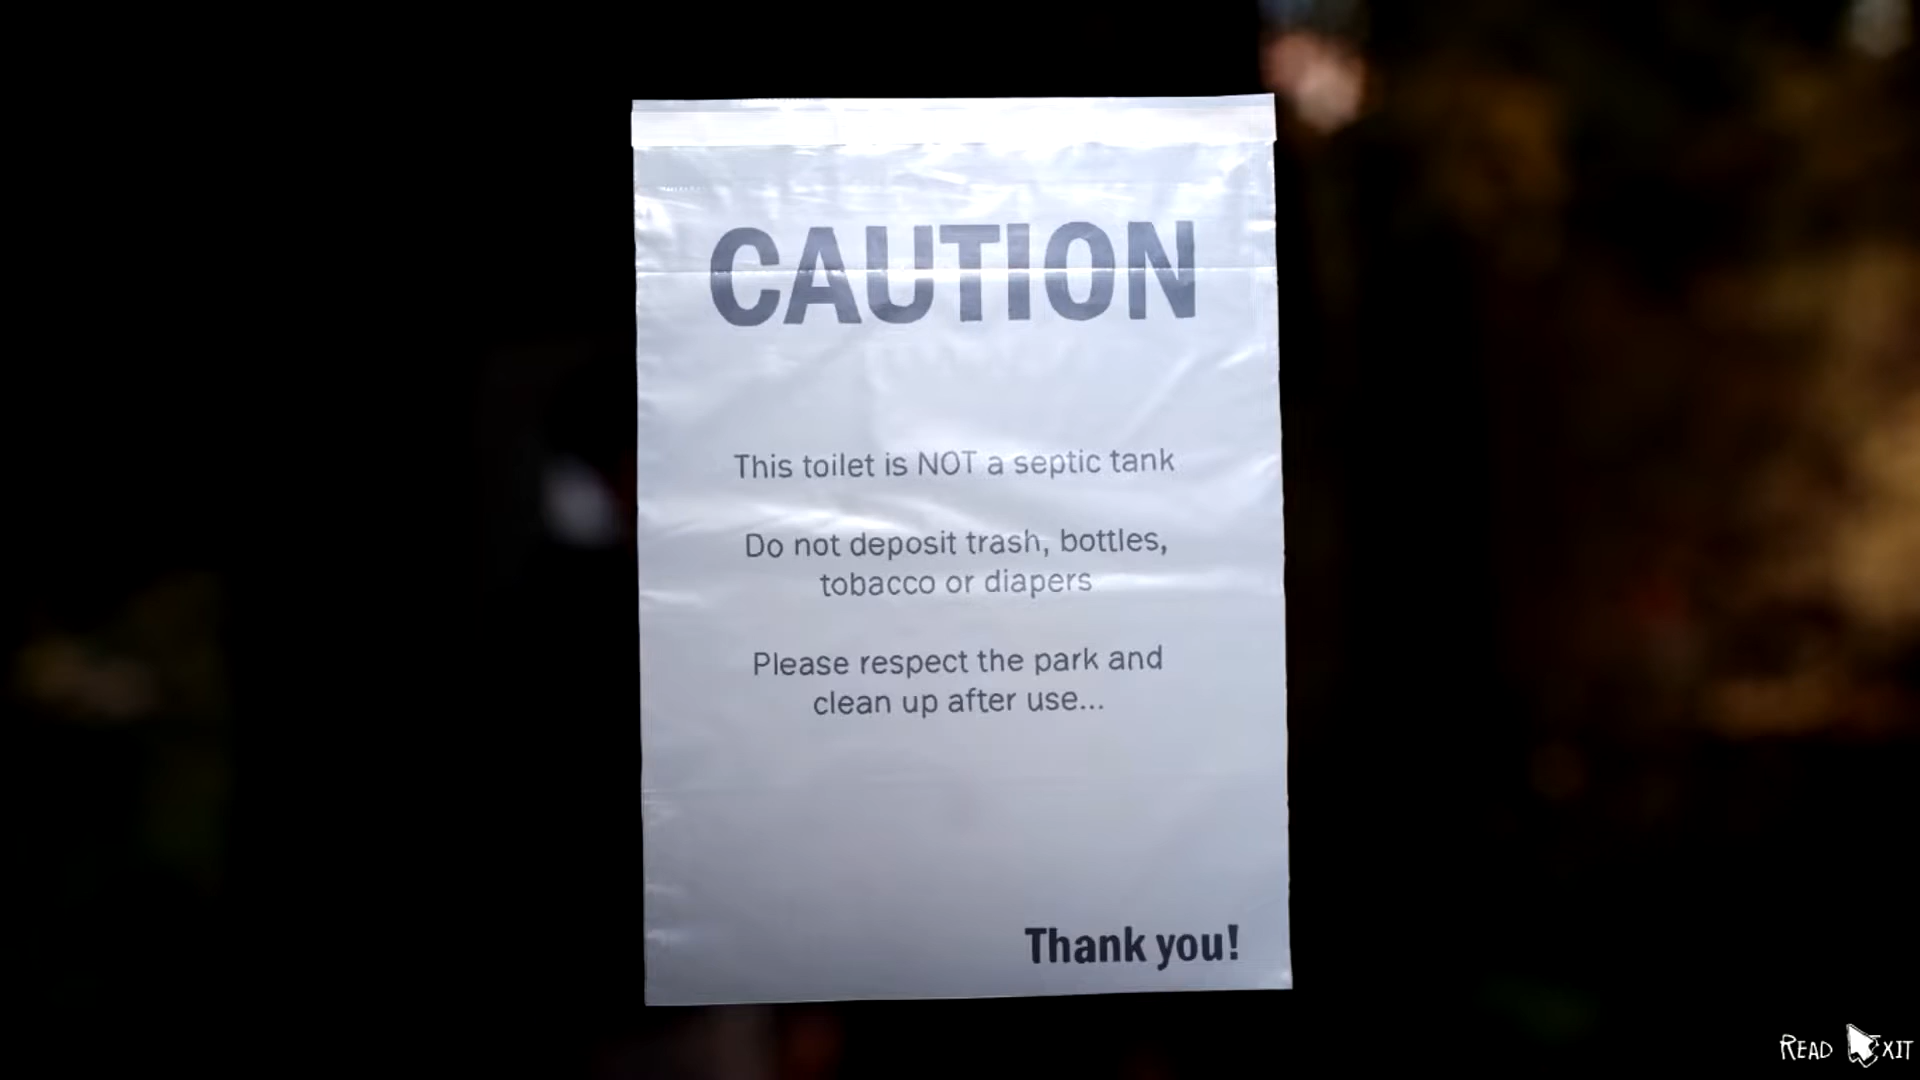 CAUTION
This toilet is NOT a septic tank
Do not deposit trash, bottles,
tobacco or diapers
Please respect the park and
clean up after use...
Thank you!
READ